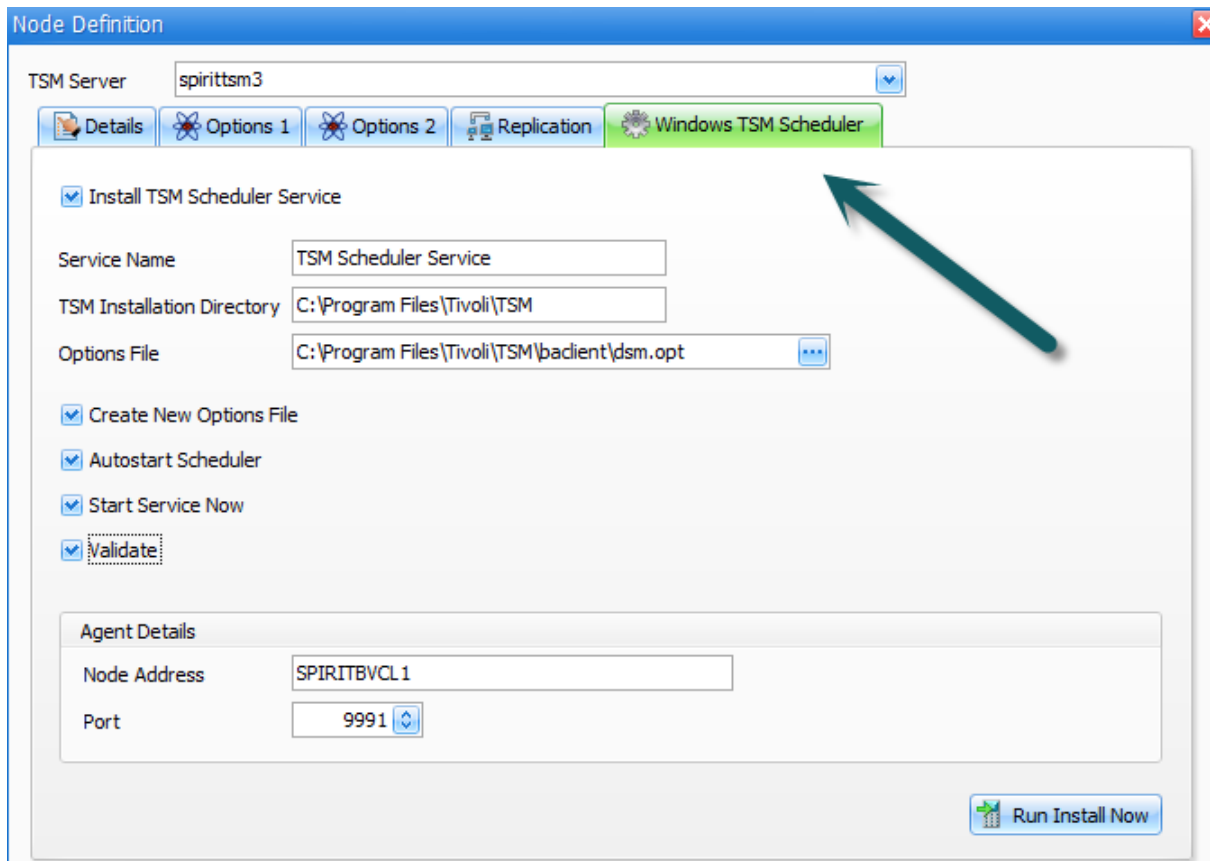 Node Definition
TSM Server spirittsm3
Details Options 1 Options 2 Replication Windows TSM Scheduler
Install TSM Scheduler Service
Service Name TSM Scheduler Service
TSM Installation Directory C:\Program Files\Tivoli\TSM
Options File C:\Program Files\Tivoli\TSM\baclient\dsm.opt ...
Create New Options File
Autostart Scheduler
Start Service Now
Validate
Agent Details
Node Address SPIRITBVCL1
Port 9991
Run Install Now